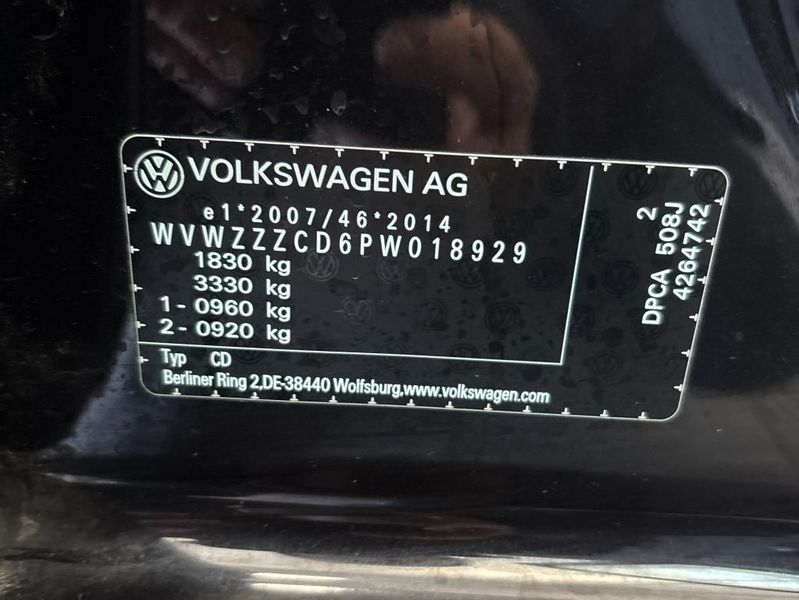 VOLKSWAGEN AG
e1*2007/46*2014
WVWZZZCD6PW018929
1830 kg
3330 kg
1 - 0960 kg
2 - 0920 kg
Typ CD
Berliner Ring 2,DE-38440 Wolfsburg,www.volkswagen.com
2
DPCA 508J
4264742